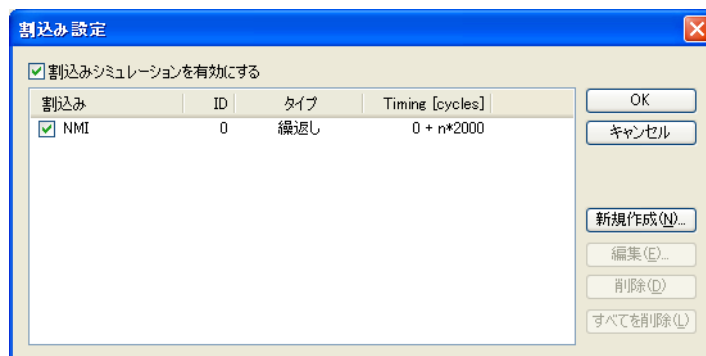 割込み設定
割込みシミュレーションを有効にする
割込み ID タイプ Timing [cycles]
NMI 0 繰返し 0 + n*2000
OK
キャンセル
新規作成(N)...
編集(E)...
削除(D)
すべてを削除(L)